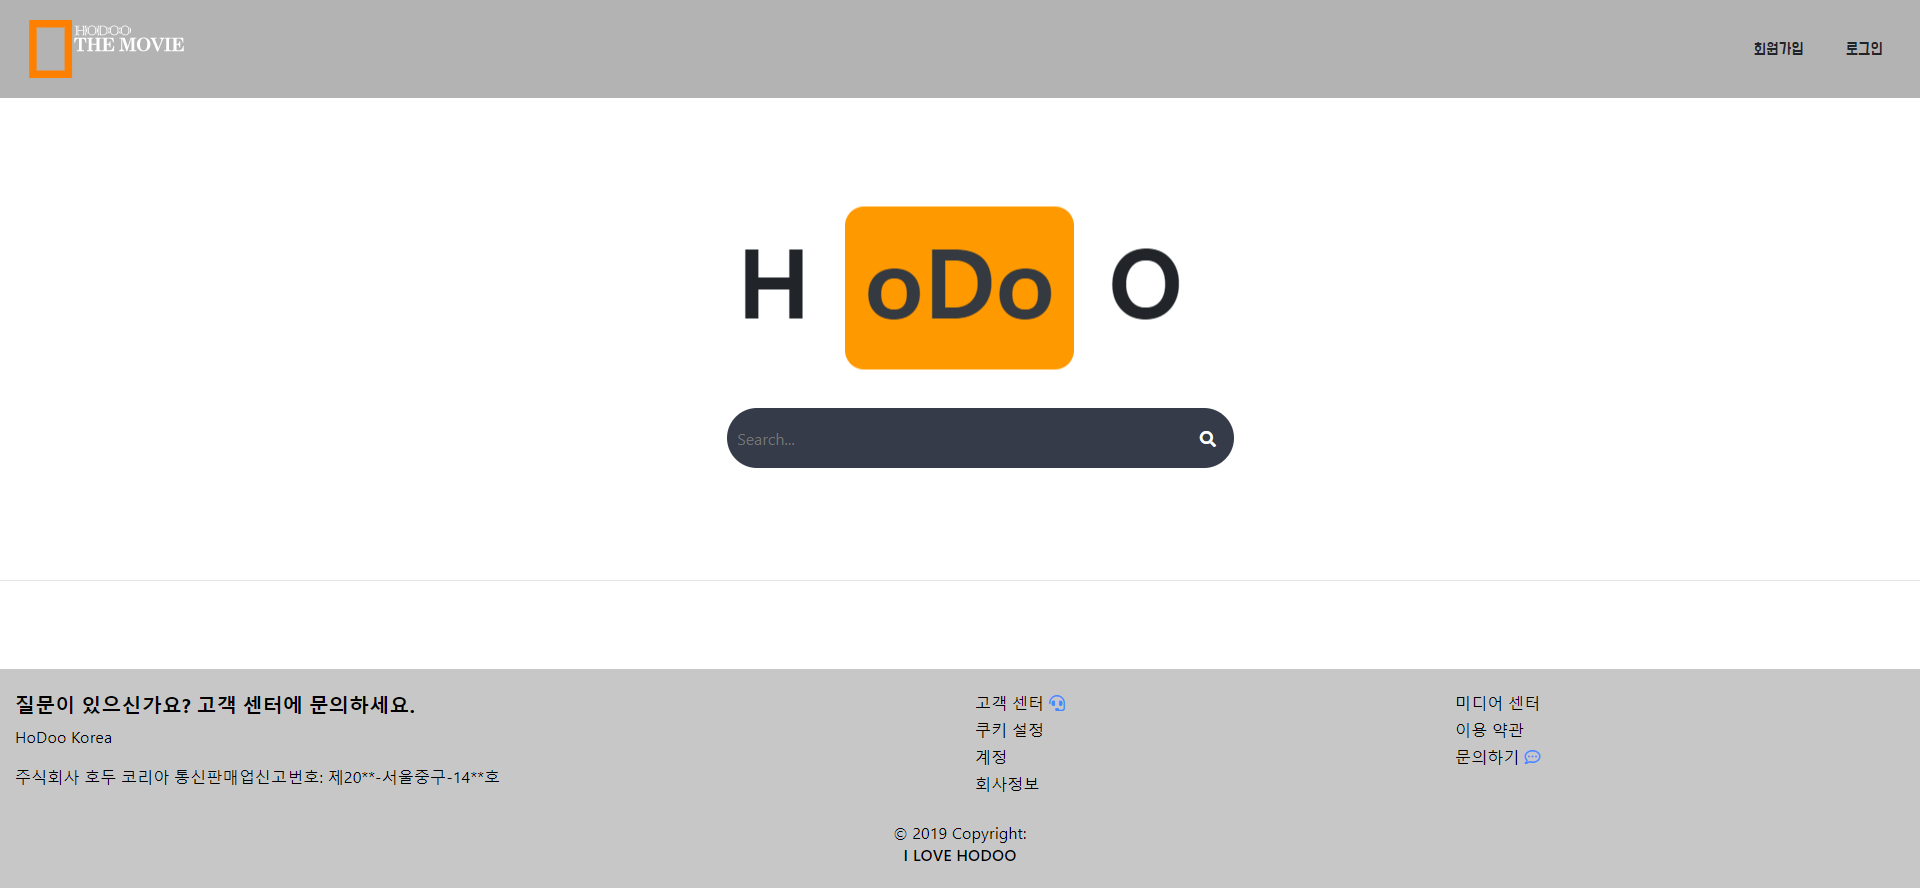 HODOO
THE MOVIE
회원가입 로그인
H oDo O
Search...
질문이 있으신가요? 고객 센터에 문의하세요.
HoDoo Korea
주식회사 호두 코리아 통신판매업신고번호: 제20**-서울중구-14**호
고객 센터
쿠키 설정
계정
회사정보
미디어 센터
이용 약관
문의하기
© 2019 Copyright:
I LOVE HODOO